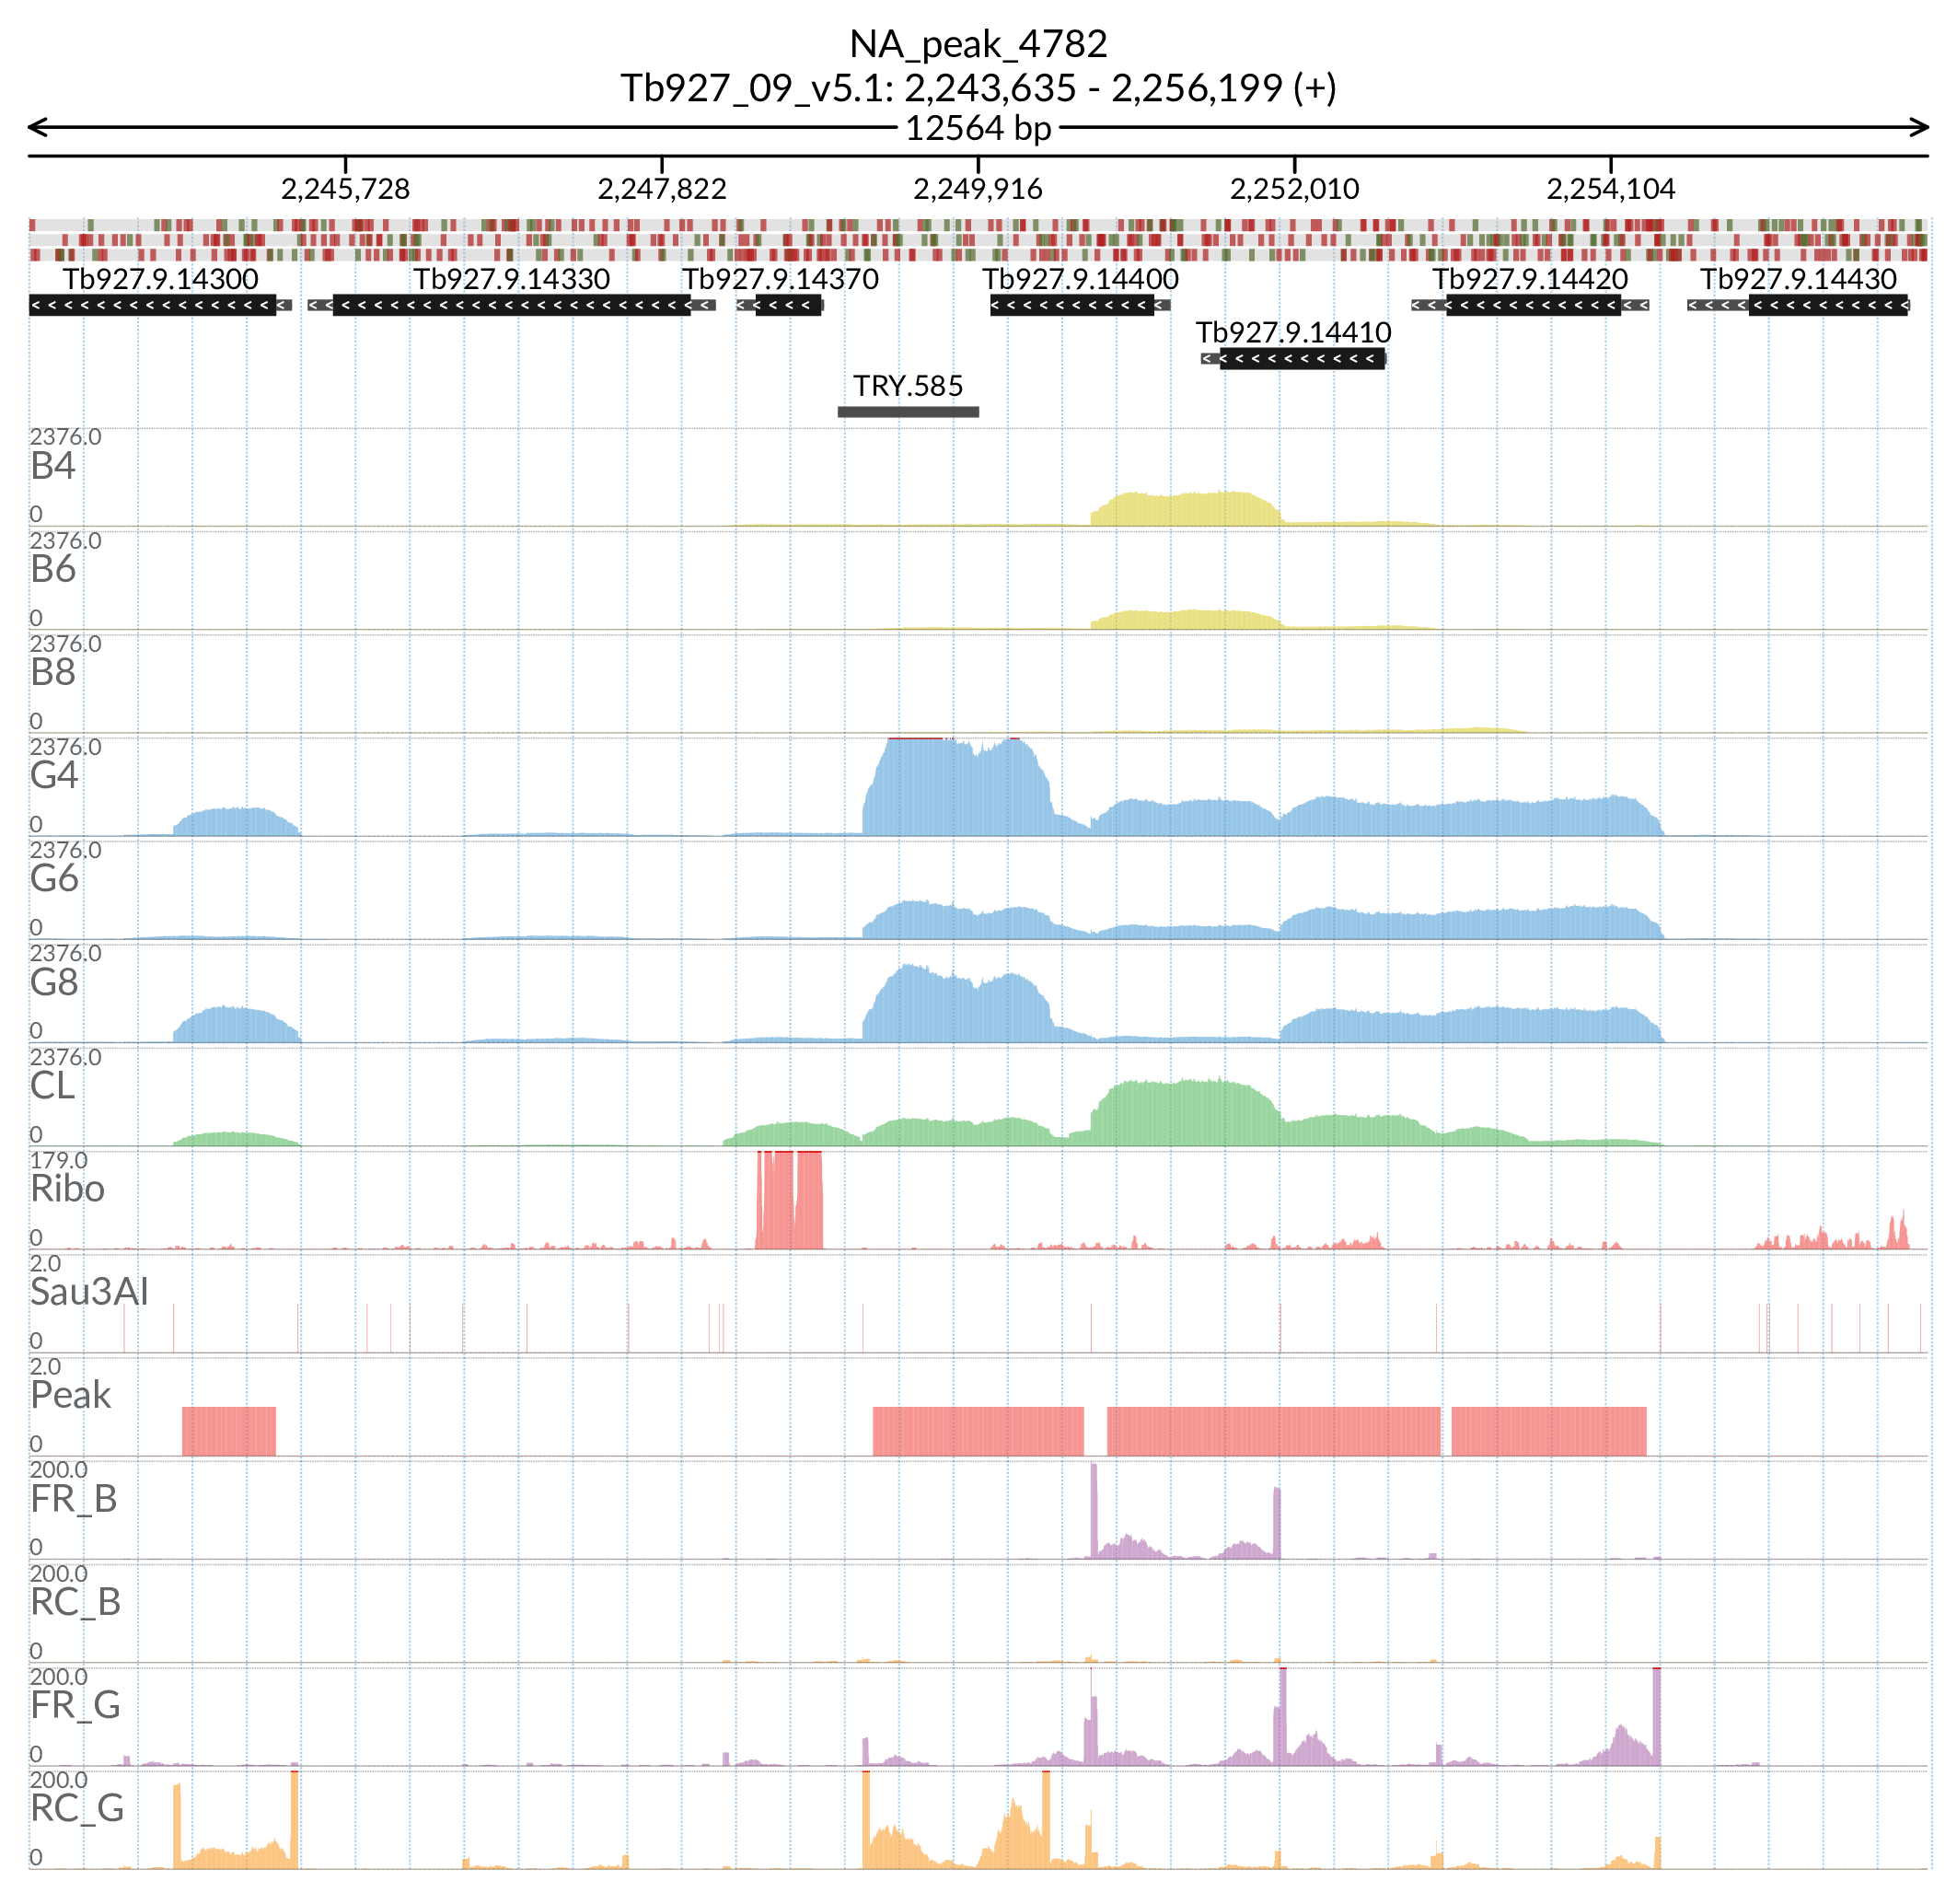 NA_peak_4782
Tb927_09_v5.1: 2,243,635 - 2,256,199 (+)
12564 bp
2,245,728 2,247,822 2,249,916 2,252,010 2,254,104
Tb927.9.14300 Tb927.9.14330 Tb927.9.14370 Tb927.9.14400 Tb927.9.14420 Tb927.9.14430
Tb927.9.14410
TRY.585
2376.0
B4
0
2376.0
B6
0
2376.0
B8
0
2376.0
G4
0
2376.0
G6
0
2376.0
G8
0
2376.0
CL
0
179.0
Ribo
0
2.0
Sau3AI
0
2.0
Peak
0
200.0
FR_B
0
200.0
RC_B
0
200.0
FR_G
0
200.0
RC_G
0